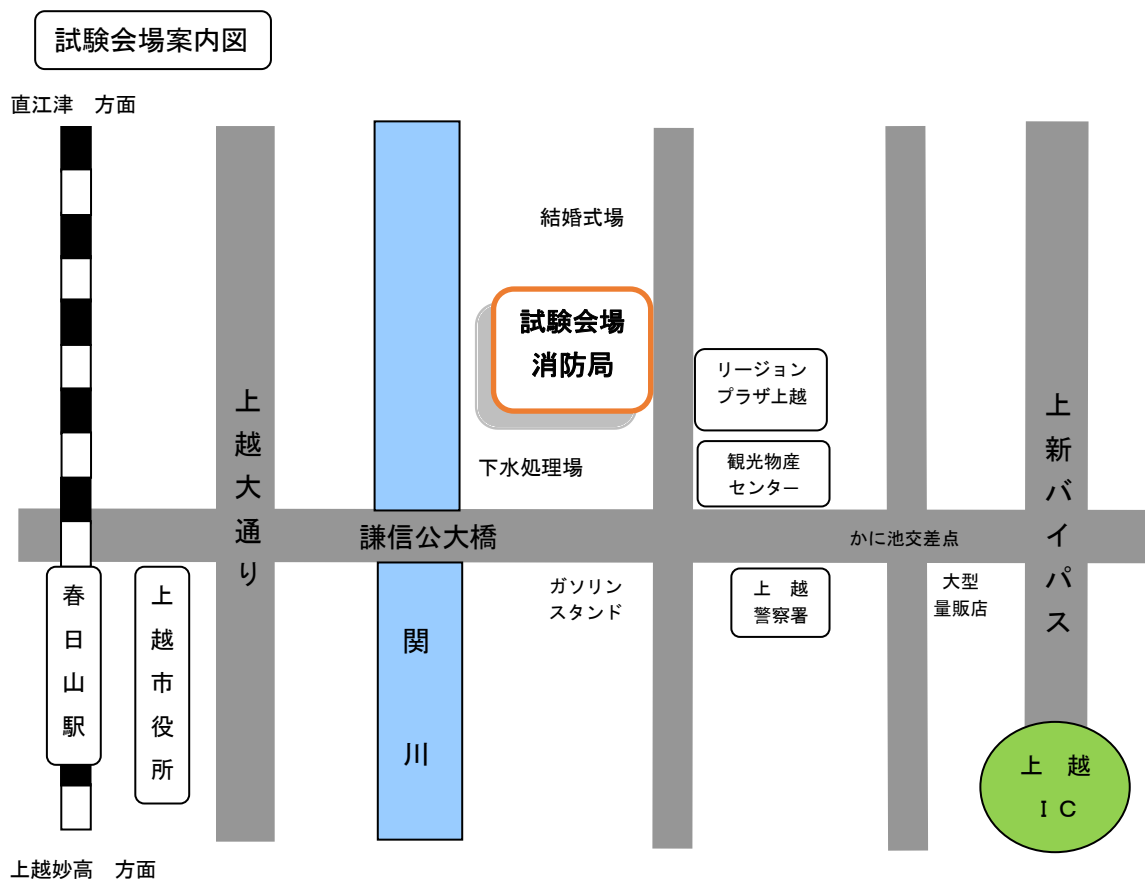 試験会場案内図
直江津　方面
結婚式場
試験会場
消防局
リージョン
プラザ上越
上越大通り
上新バイパス
下水処理場
観光物産
センター
謙信公大橋
かに池交差点
春日山駅
上越市役所
ガソリン
スタンド
上　越
警察署
大型
量販店
関川
上　越
ＩＣ
上越妙高　方面